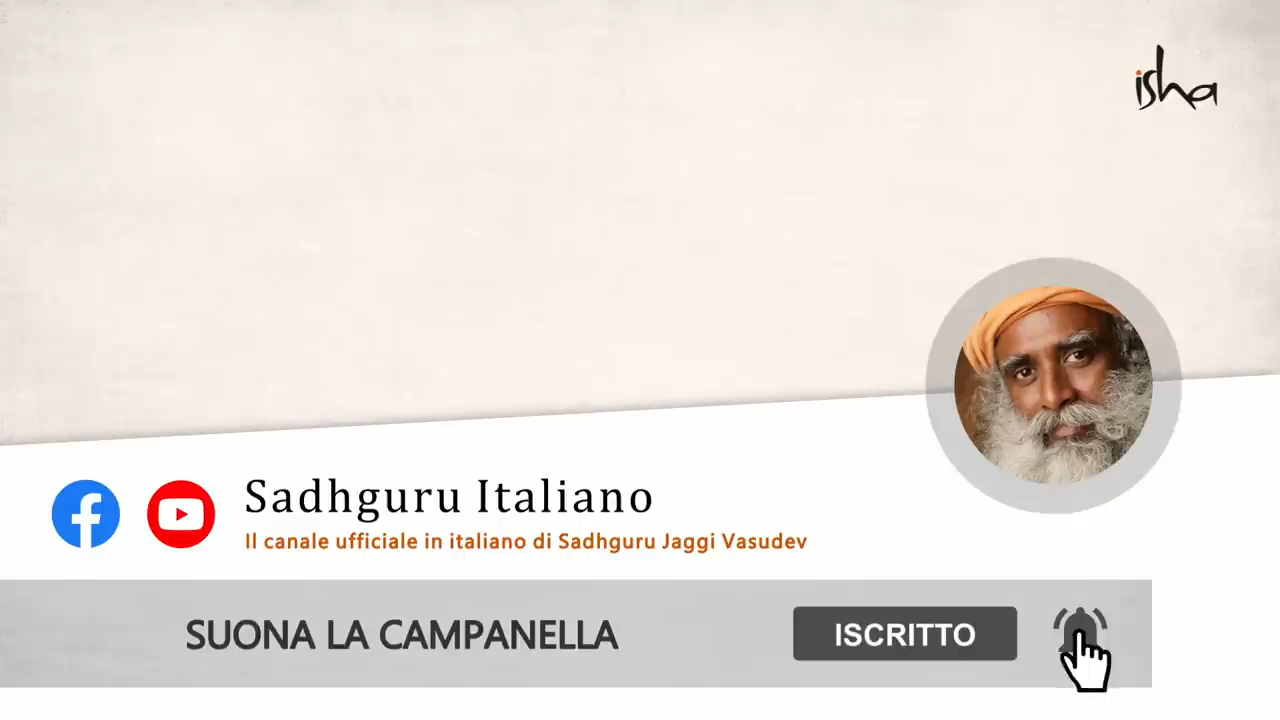 isha
Sadhguru Italiano
Il canale ufficiale in italiano di Sadhguru Jaggi Vasudev
SUONA LA CAMPANELLA
ISCRITTO